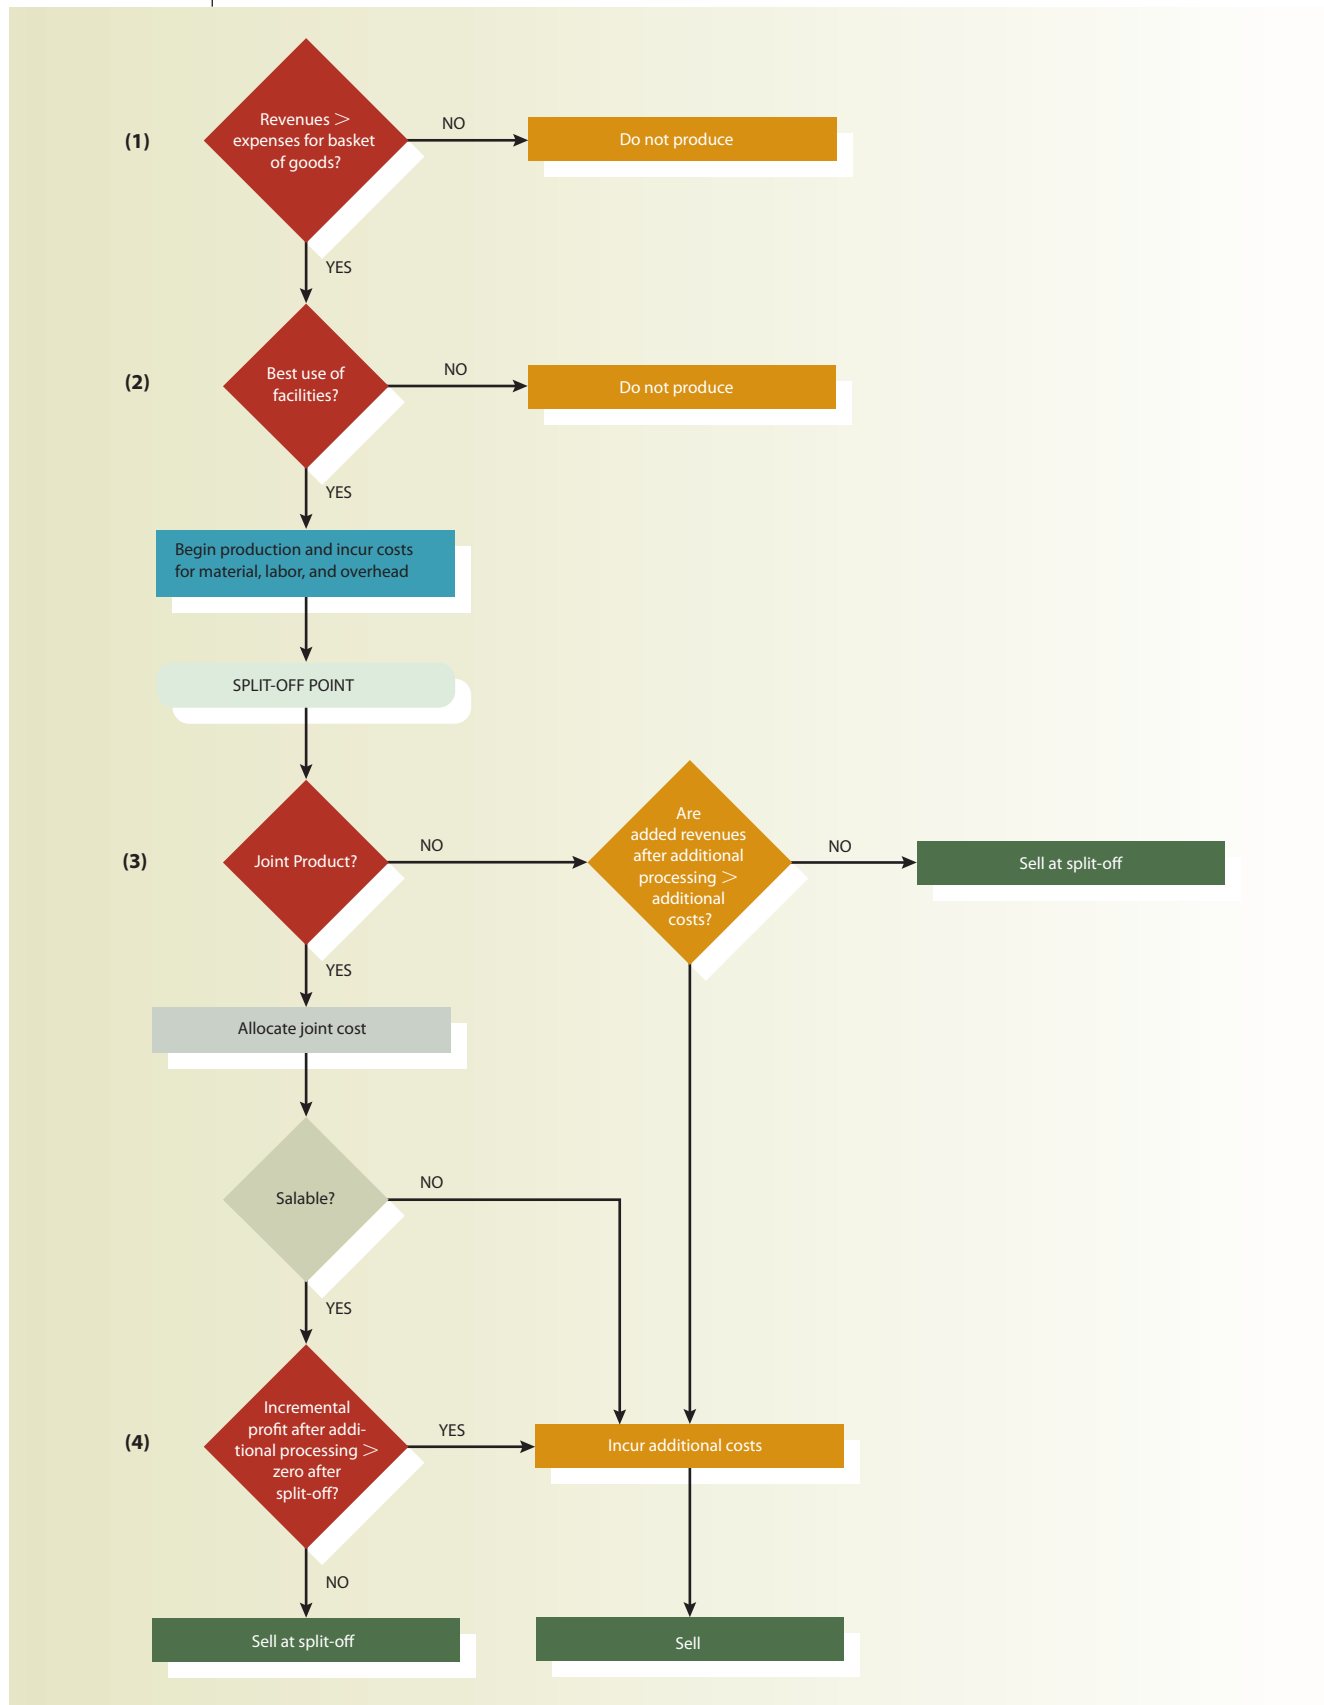 (1)
Revenues >
expenses for basket
of goods?
NO
Do not produce
YES
(2)
Best use of
facilities?
NO
Do not produce
YES
Begin production and incur costs
for material, labor, and overhead
SPLIT-OFF POINT
(3)
Joint Product?
NO
Are
added revenues
after additional
processing >
additional
costs?
NO
Sell at split-off
YES
Allocate joint cost
Salable?
NO
YES
(4)
Incremental
profit after addi-
tional processing >
zero after
split-off?
YES
Incur additional costs
NO
Sell at split-off
Sell